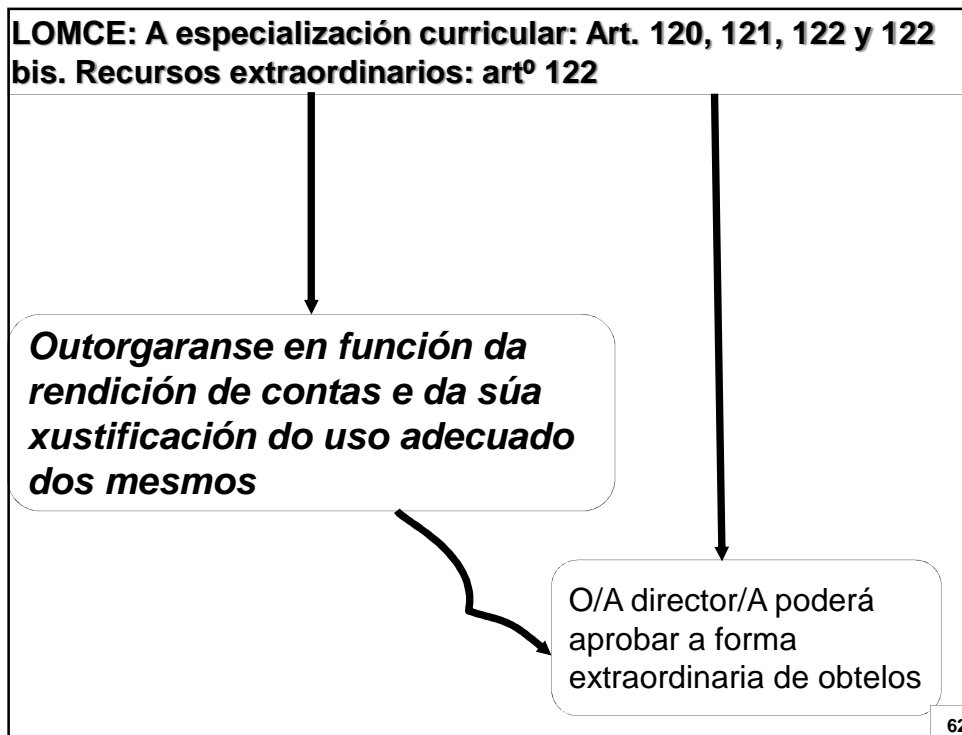 LOMCE: A especialización curricular: Art. 120, 121, 122 y 122
bis. Recursos extraordinarios: artº 122
Outorgaranse en función da
rendición de contas e da súa
xustificación do uso adecuado
dos mesmos
O/A director/A poderá
aprobar a forma
extraordinaria de obtelos
62